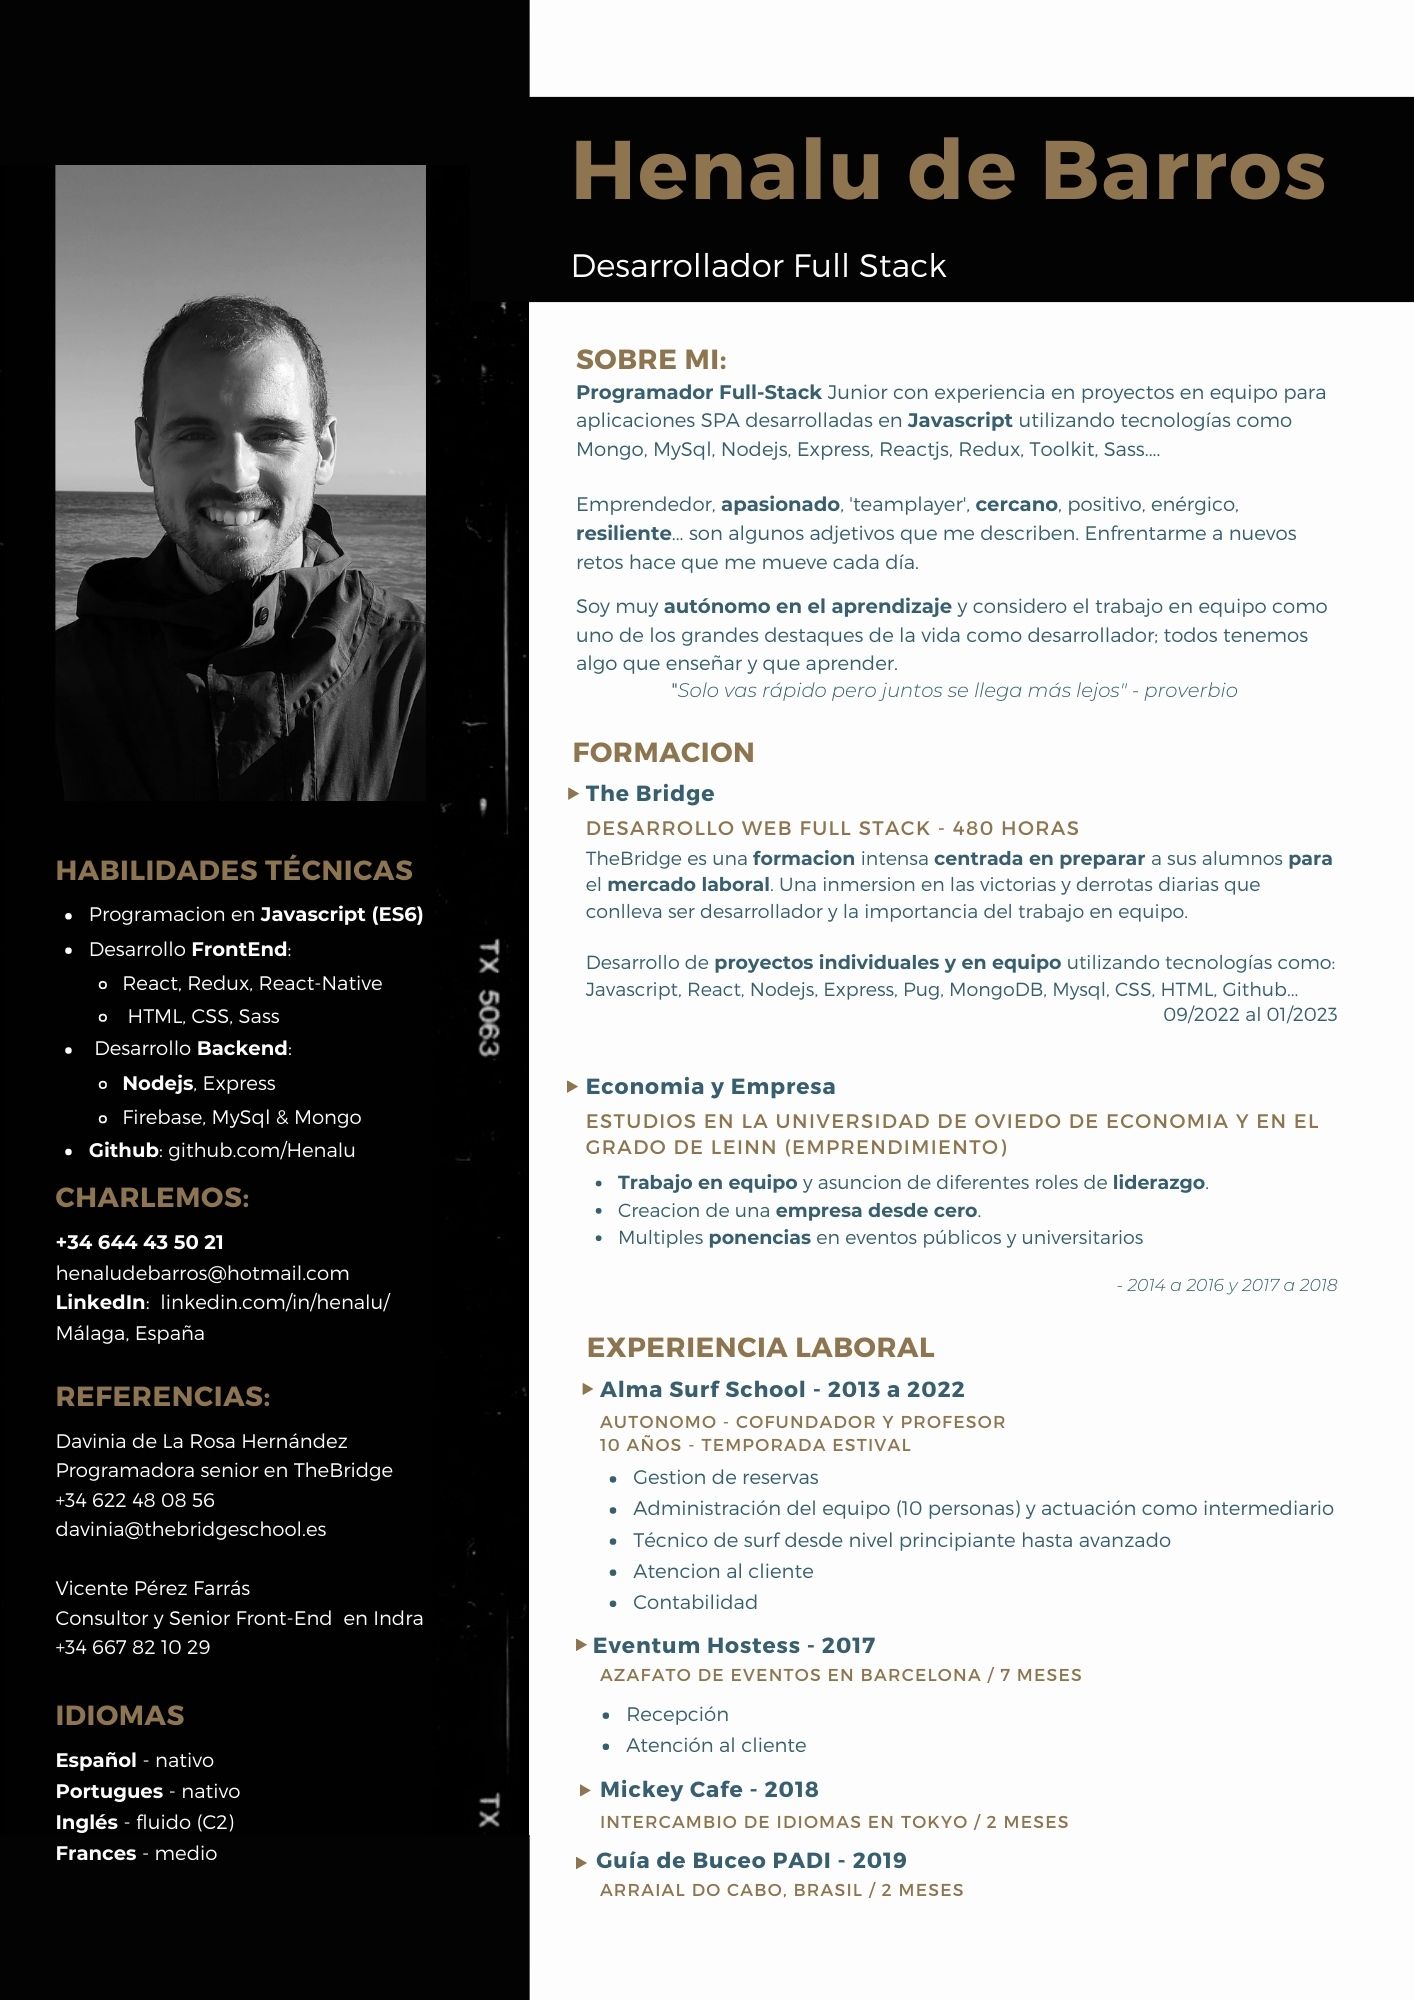 Henalu de Barros
Desarrollador Full Stack
HABILIDADES TÉCNICAS
Programacion en Javascript (ES6)
Desarrollo FrontEnd:
React, Redux, React-Native
HTML, CSS, Sass
Desarrollo Backend:
Nodejs, Express
Firebase, MySql & Mongo
Github: github.com/Henalu
CHARLEMOS:
+34 644 43 50 21
henaludebarros@hotmail.com
LinkedIn: linkedin.com/in/henalu/
Málaga, España
REFERENCIAS:
Davinia de La Rosa Hernández
Programadora senior en TheBridge
+34 622 48 08 56
davinia@thebridgeschool.es
Vicente Pérez Farrás
Consultor y Senior Front-End en Indra
+34 667 82 10 29
IDIOMAS
Español - nativo
Portugues - nativo
Inglés - fluido (C2)
Frances - medio
TX 5063
TX
SOBRE MI:
Programador Full-Stack Junior con experiencia en proyectos en equipo para
aplicaciones SPA desarrolladas en Javascript utilizando tecnologías como
Mongo, MySql, Nodejs, Express, Reactjs, Redux, Toolkit, Sass....
Emprendedor, apasionado, 'teamplayer', cercano, positivo, enérgico,
resiliente... son algunos adjetivos que me describen. Enfrentarme a nuevos
retos hace que me mueve cada día.
Soy muy autónomo en el aprendizaje y considero el trabajo en equipo como
uno de los grandes destaques de la vida como desarrollador; todos tenemos
algo que enseñar y que aprender.
"Solo vas rápido pero juntos se llega más lejos" - proverbio
FORMACION
The Bridge
DESARROLLO WEB FULL STACK - 480 HORAS
TheBridge es una formacion intensa centrada en preparar a sus alumnos para
el mercado laboral. Una inmersion en las victorias y derrotas diarias que
conlleva ser desarrollador y la importancia del trabajo en equipo.
Desarrollo de proyectos individuales y en equipo utilizando tecnologías como:
Javascript, React, Nodejs, Express, Pug, MongoDB, Mysql, CSS, HTML, Github...
09/2022 al 01/2023
Economia y Empresa
ESTUDIOS EN LA UNIVERSIDAD DE OVIEDO DE ECONOMIA Y EN EL
GRADO DE LEINN (EMPRENDIMIENTO)
Trabajo en equipo y asuncion de diferentes roles de liderazgo.
Creacion de una empresa desde cero.
Multiples ponencias en eventos públicos y universitarios
- 2014 a 2016 y 2017 a 2018
EXPERIENCIA LABORAL
Alma Surf School - 2013 a 2022
AUTONOMO - COFUNDADOR Y PROFESOR
10 AÑOS - TEMPORADA ESTIVAL
Gestion de reservas
Administración del equipo (10 personas) y actuación como intermediario
Técnico de surf desde nivel principiante hasta avanzado
Atencion al cliente
Contabilidad
Eventum Hostess - 2017
AZAFATO DE EVENTOS EN BARCELONA / 7 MESES
Recepción
Atención al cliente
Mickey Cafe - 2018
INTERCAMBIO DE IDIOMAS EN TOKYO / 2 MESES
Guía de Buceo PADI - 2019
ARRAIAL DO CABO, BRASIL / 2 MESES